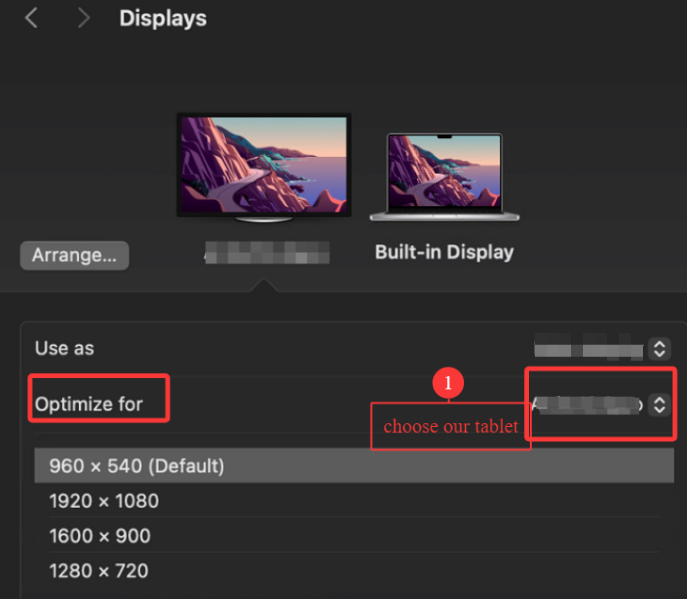 Displays
Arrange...
Built-in Display
Use as
1
Optimize for
choose our tablet
960 × 540 (Default)
1920 × 1080
1600 × 900
1280 × 720